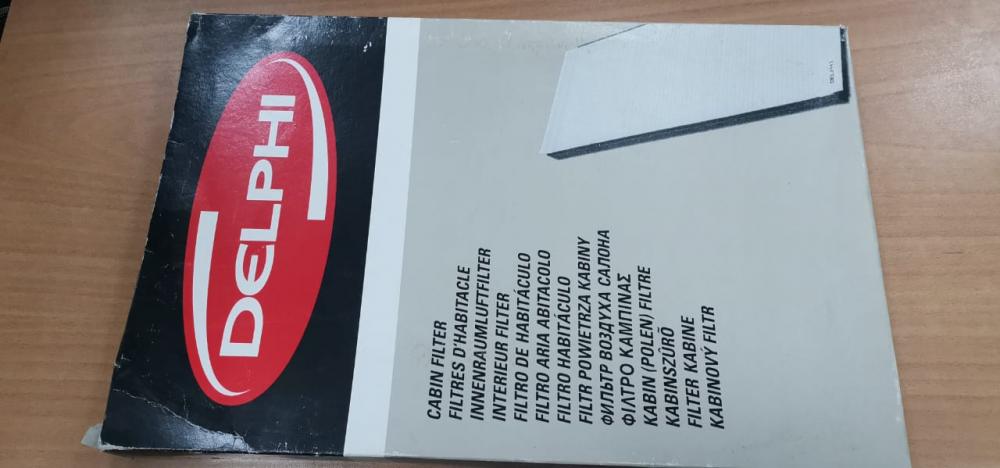 DELPHI
CABIN FILTER
FILTRES D'HABITACLE
INNENRAUMLUFTFILTER
INTERIEUR FILTER
FILTRO DE HABITÁCULO
FILTRO ARIA ABITACOLO
FILTRO HABITÁCULO
FILTR POWIETRZA KABINY
ФИЛЬТР ВОЗДУХА САЛОНА
ΦΙΛΤΡΟ ΚΑΜΠΙΝΑΣ
KABIN (POLEN) FILTRE
KABINSZŰRŐ
FILTER KABINE
KABINOVÝ FILTR
DELPHI